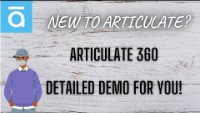 NEW TO ARTICULATE?
ARTICULATE 360
DETAILED DEMO FOR YOU!